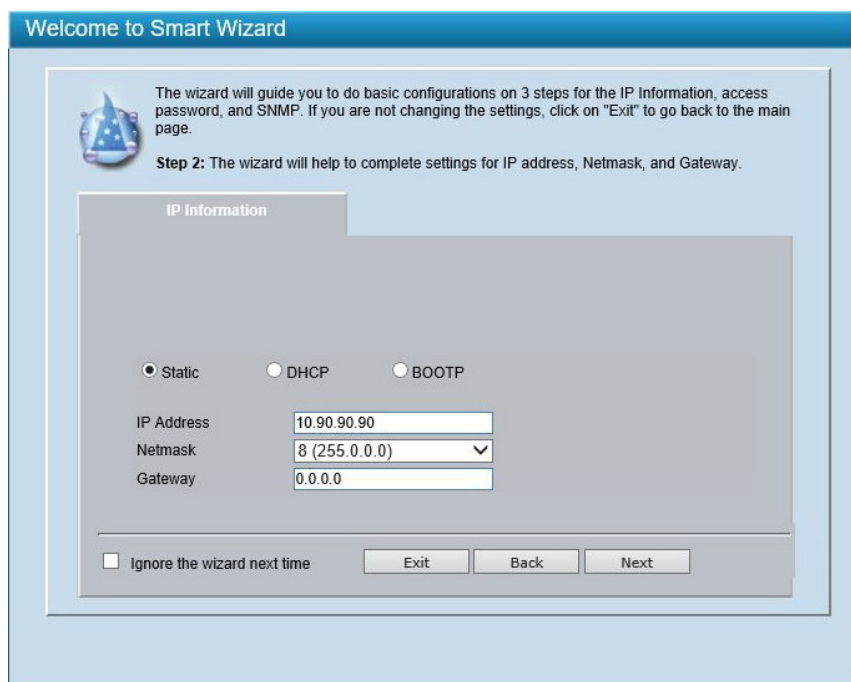 Welcome to Smart Wizard
The wizard will guide you to do basic configurations on 3 steps for the IP Information, access
password, and SNMP. If you are not changing the settings, click on "Exit" to go back to the main
page.
Step 2: The wizard will help to complete settings for IP address, Netmask, and Gateway.
IP Information
Static DHCP BOOTP
IP Address 10.90.90.90
Netmask 8 (255.0.0.0)
Gateway 0.0.0.0
Ignore the wizard next time Exit Back Next